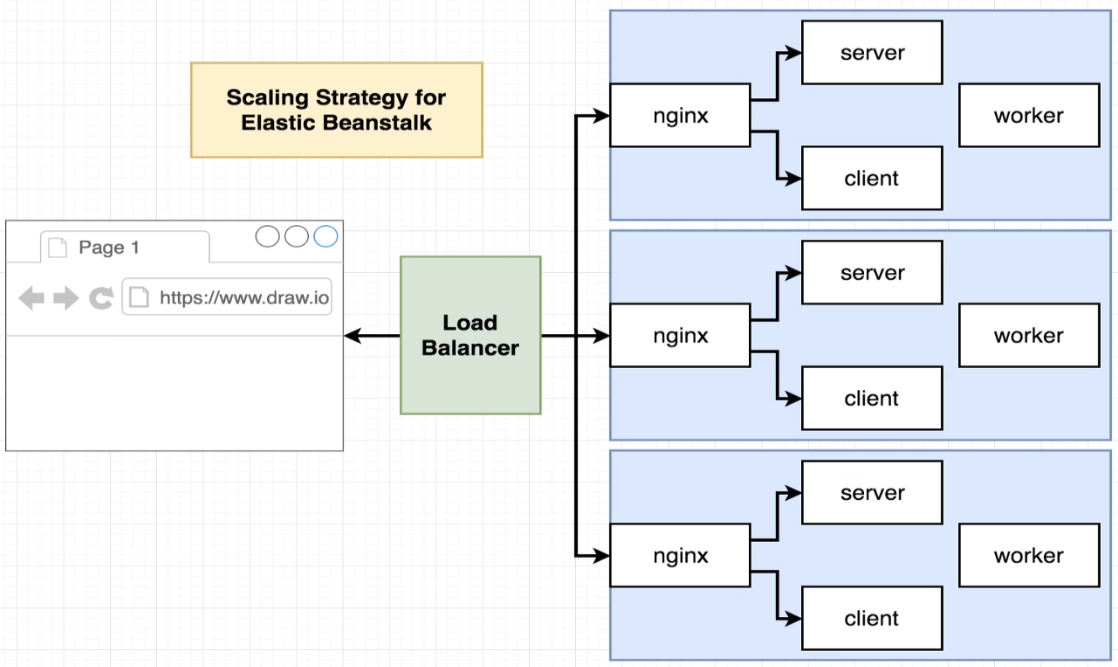 Scaling Strategy for
Elastic Beanstalk
Page 1
https://www.draw.io
Load
Balancer
nginx
server
client
worker
nginx
server
client
worker
nginx
server
client
worker